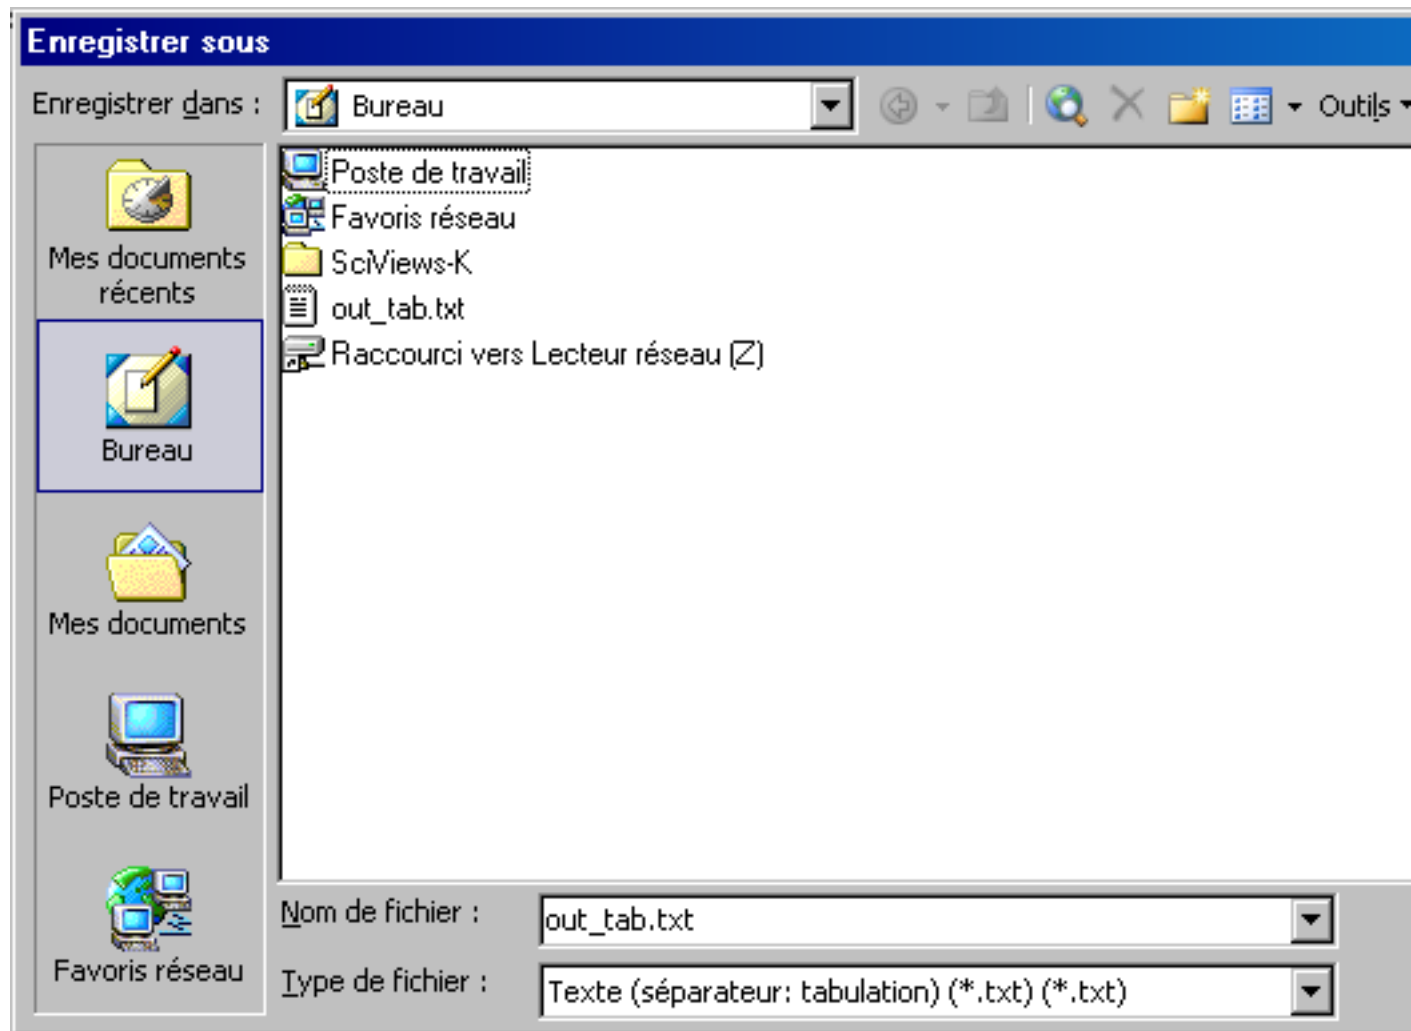 Enregistrer sous
Enregistrer dans :
Bureau
Outils
Mes documents
récents
Bureau
Mes documents
Poste de travail
Favoris réseau
Poste de travail
Favoris réseau
SciViews-K
out_tab.txt
Raccourci vers Lecteur réseau (Z)
Nom de fichier :
out_tab.txt
Type de fichier :
Texte (séparateur: tabulation) (*.txt) (*.txt)